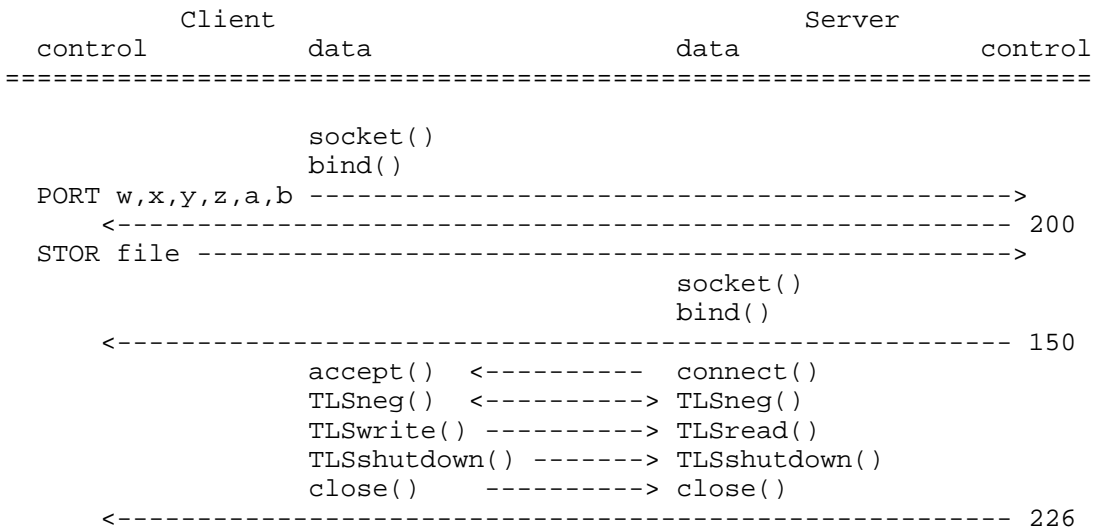 Client                                 Server
  control          data                   data               control
====================================================================

                   socket()
                   bind()
  PORT w,x,y,z,a,b -------------------------------------------->
      <-------------------------------------------------------- 200
  STOR file --------------------------------------------------->
                                          socket()
                                          bind()
      <-------------------------------------------------------- 150
                   accept()  <----------  connect()
                   TLSneg()  <----------> TLSneg()
                   TLSwrite() ----------> TLSread()
                   TLSshutdown() -------> TLSshutdown()
                   close()    ----------> close()
      <-------------------------------------------------------- 226